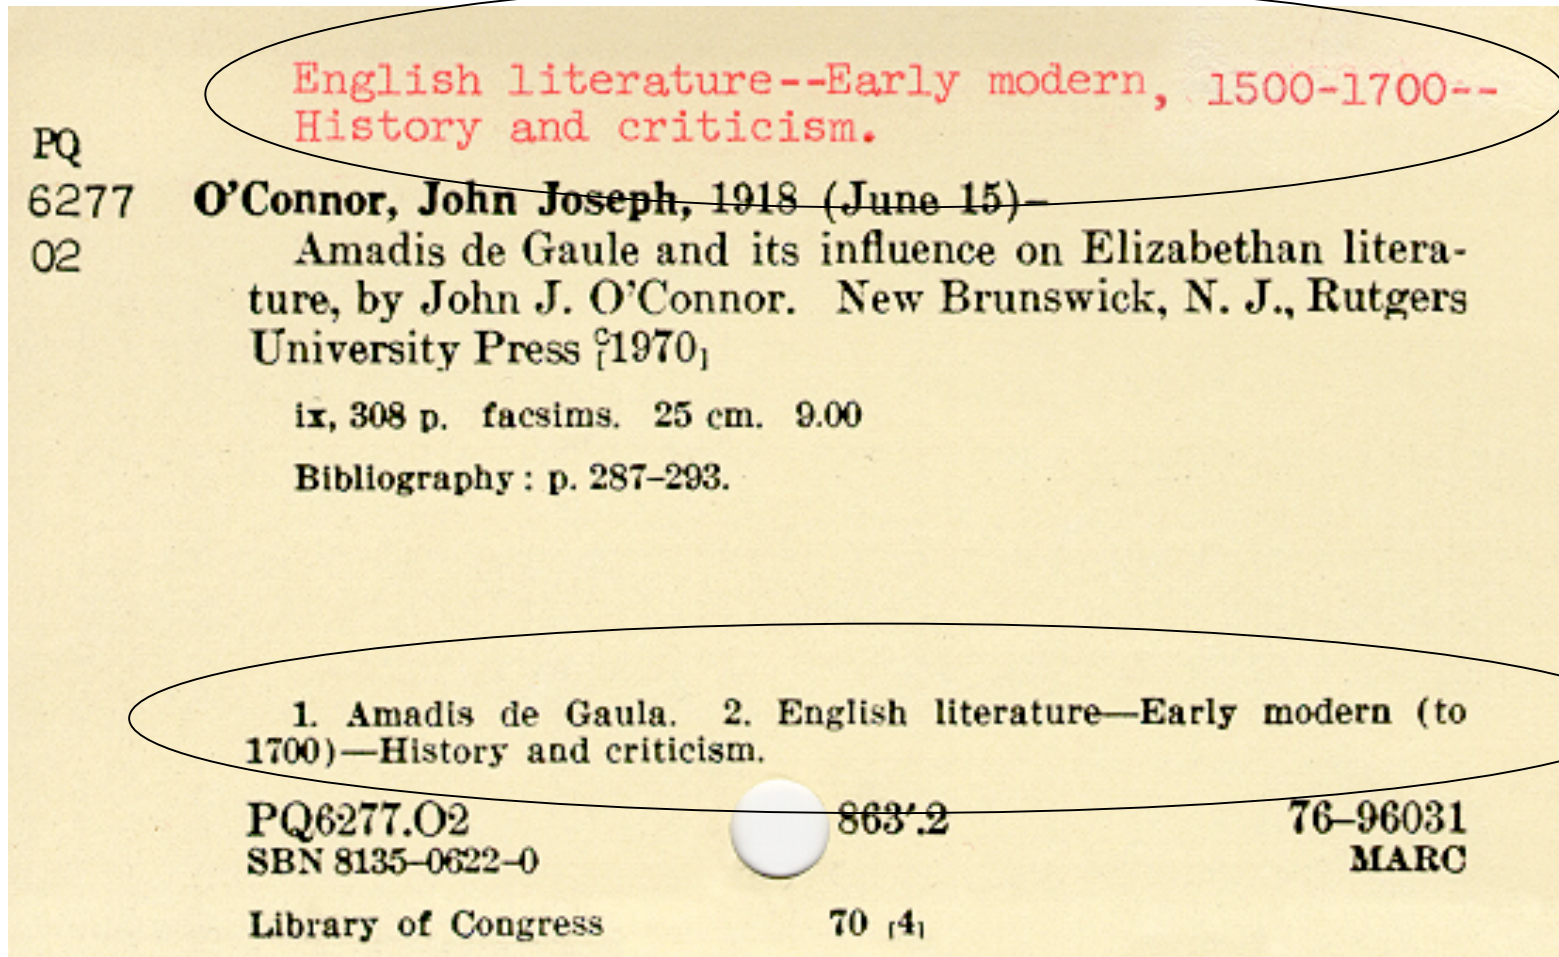 English literature--Early modern, 1500-1700--
History and criticism.
PQ
6277
O2
O'Connor, John Joseph, 1918 (June 15)–
Amadis de Gaule and its influence on Elizabethan litera-
ture, by John J. O'Connor. New Brunswick, N. J., Rutgers
University Press [c1970]
ix, 308 p. facsims. 25 cm. 9.00
Bibliography : p. 287–293.
1. Amadis de Gaula. 2. English literature—Early modern (to
1700)—History and criticism.
PQ6277.O2 863′.2 76–96031
SBN 8135–0622–0 MARC
Library of Congress 70 [4]